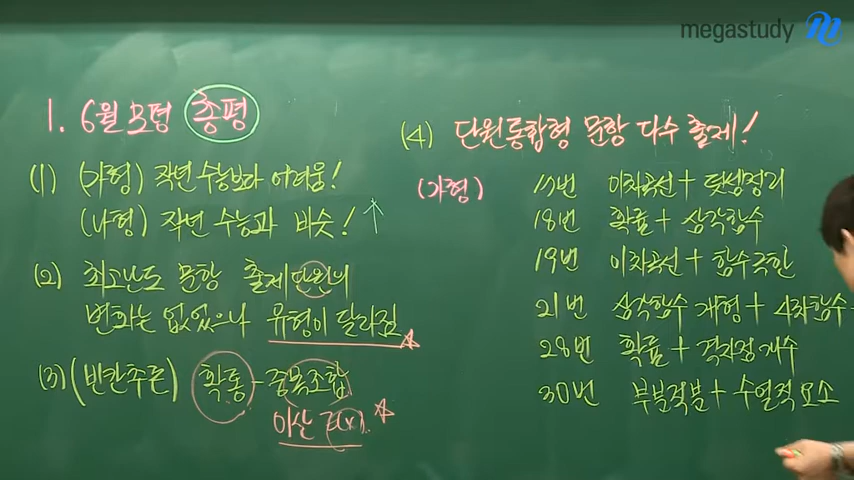 megastudy
1. 6월 모평 총평
(1) (가형) 작년 수능보다 어려움!
(나형) 작년 수능과 비슷!
(2) 최고난도 문항 출제단원의
변화는 없었으나 유형이 달라짐
(3) (빈칸추론) 확통-중복조합
이산 E(x).
(4) 단원통합형 문항 다수 출제!
(가형) 17번 이차곡선+덧셈정리
18번 확률+삼각함수
19번 이차곡선+함수극한
21번 삼각함수 개형+4차함수
28번 확률+격자점 개수
30번 부분적분+수열적 요소